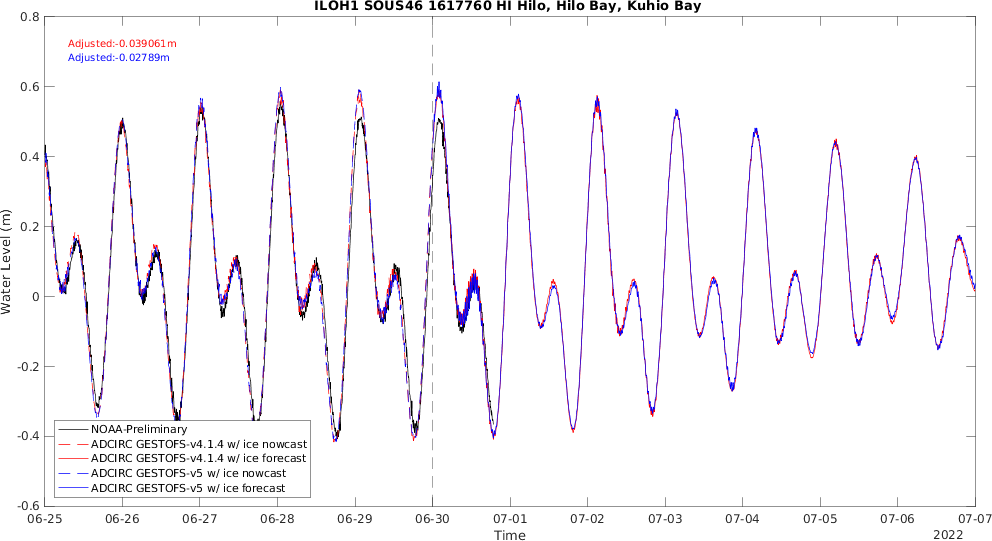 ILOH1 SOUS46 1617760 HI Hilo, Hilo Bay, Kuhio Bay
0.8
Adjusted:-0.039061m
Adjusted:-0.02789m
0.6
0.4
0.2
0
-0.2
-0.4
-0.6
Water Level (m)
NOAA-Preliminary
ADCIRC GESTOFS-v4.1.4 w/ ice nowcast
ADCIRC GESTOFS-v4.1.4 w/ ice forecast
ADCIRC GESTOFS-v5 w/ ice nowcast
ADCIRC GESTOFS-v5 w/ ice forecast
06-25 06-26 06-27 06-28 06-29 06-30 07-01 07-02 07-03 07-04 07-05 07-06 07-07
Time
2022